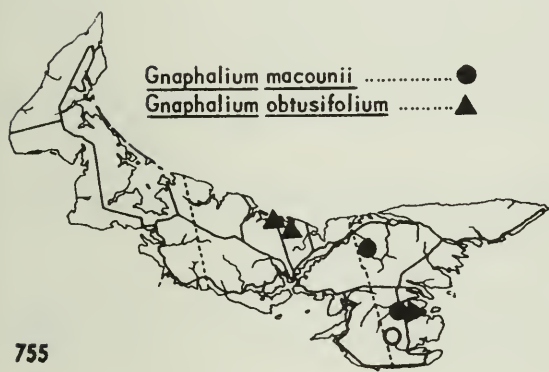 Gnaphalium macounii ............... ●
Gnaphalium obtusifolium ........ ▲
755